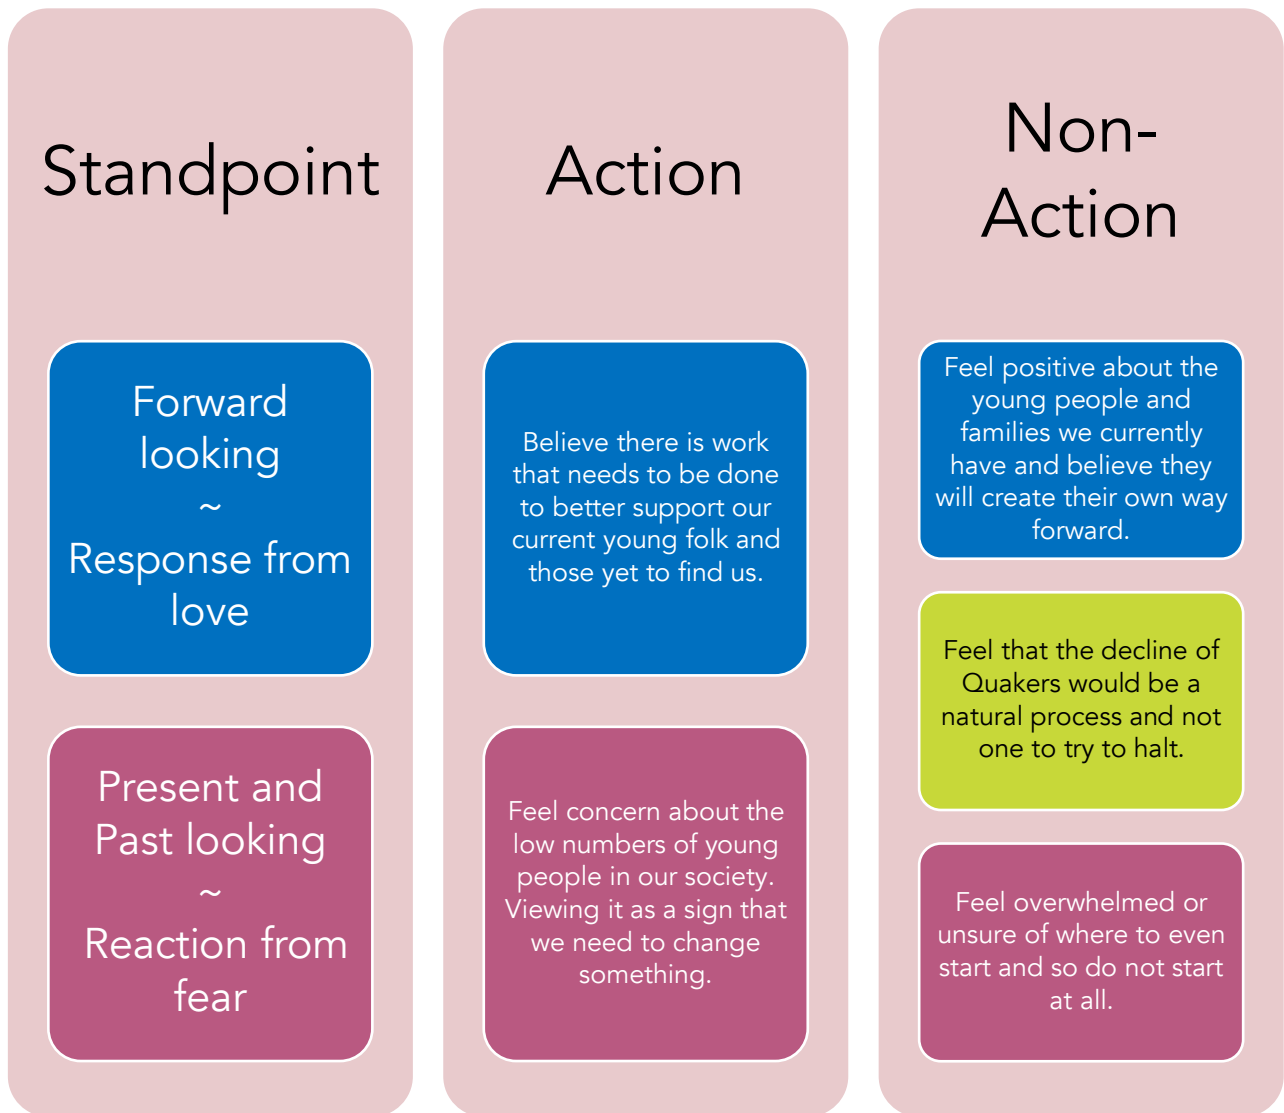 Standpoint
Forward
looking
~
Response from
love
Present and
Past looking
~
Reaction from
fear
Action
Believe there is work
that needs to be done
to better support our
current young folk and
those yet to find us.
Feel concern about the
low numbers of young
people in our society.
Viewing it as a sign that
we need to change
something.
Non-
Action
Feel positive about the
young people and
families we currently
have and believe they
will create their own way
forward.
Feel that the decline of
Quakers would be a
natural process and not
one to try to halt.
Feel overwhelmed or
unsure of where to even
start and so do not start
at all.